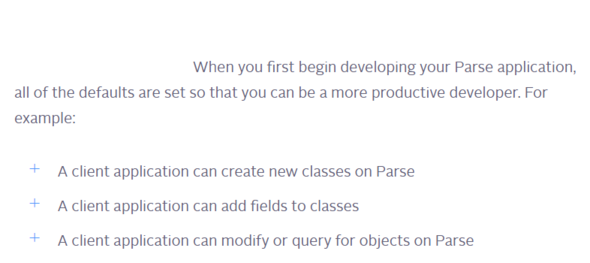 When you first begin developing your Parse application,
all of the defaults are set so that you can be a more productive developer. For
example:
+ A client application can create new classes on Parse
+ A client application can add fields to classes
+ A client application can modify or query for objects on Parse